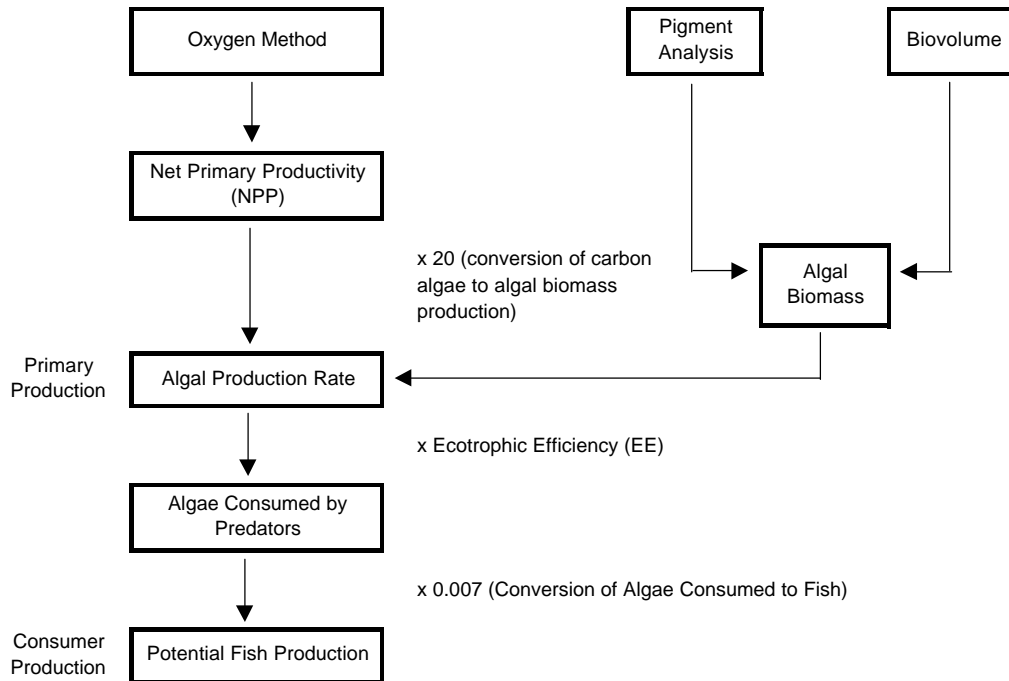 Oxygen Method
Pigment
Analysis
Biovolume
Net Primary Productivity
(NPP)
x 20 (conversion of carbon
algae to algal biomass
production)
Algal
Biomass
Primary
Production
Algal Production Rate
x Ecotrophic Efficiency (EE)
Algae Consumed by
Predators
x 0.007 (Conversion of Algae Consumed to Fish)
Consumer
Production
Potential Fish Production